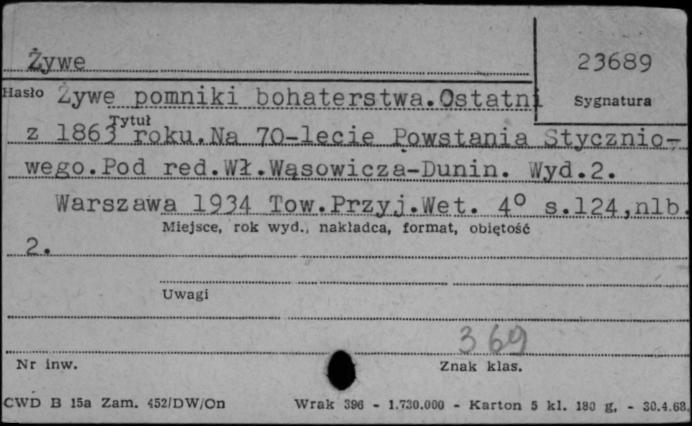 Żywe
23689
Hasło
Sygnatura
Żywe pomniki bohaterstwa.Ostatni
Tytuł
z 1863 roku.Na 70-lecie Powstania Stycznio-
wego.Pod red.Wł.Wąsowicza-Dunin. Wyd.2.
Warszawa 1934 Tow.Przyj.Wet. 4° s.124,nlb.
Miejsce, rok wyd., nakładca, format, objętość
2.
Uwagi
369
Nr inw.
Znak klas.
CWD B 15a Zam. 452/DW/On Wrak 396 - 1.730.000 - Karton 5 kl. 180 g. - 30.4.68.